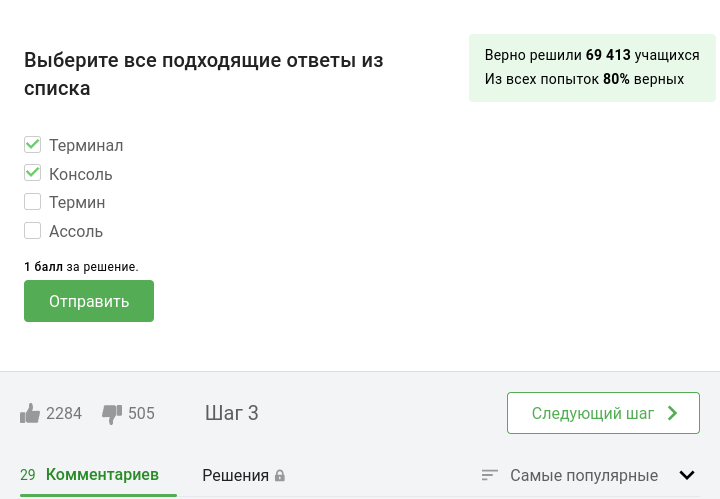 Выберите все подходящие ответы из
списка
Верно решили 69 413 учащихся
Из всех попыток 80% верных
Терминал
Консоль
Термин
Ассоль
1 балл за решение.
Отправить
2284 505 Шаг 3 Следующий шаг
29 Комментариев Решения Самые популярные